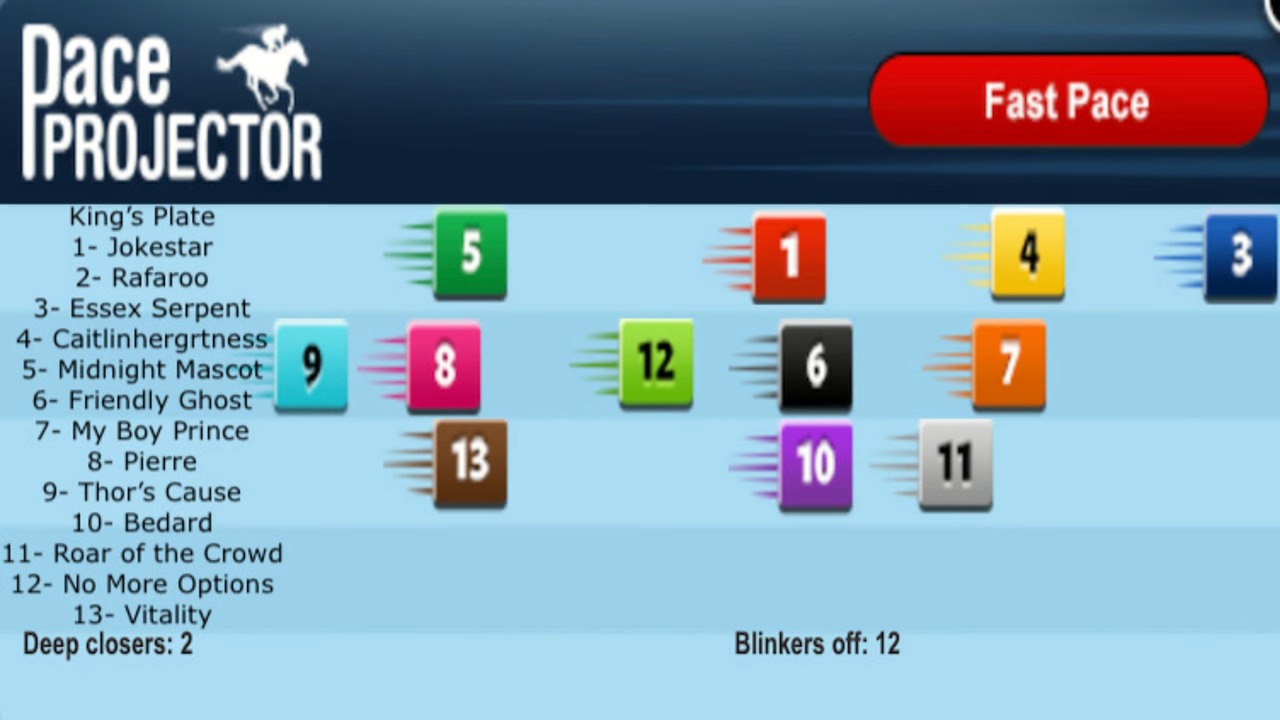 Pace
PROJECTOR
Fast Pace
King's Plate
1- Jokestar
2- Rafaroo
3- Essex Serpent
4- Caitlinhergrtness
5- Midnight Mascot
6- Friendly Ghost
7- My Boy Prince
8- Pierre
9- Thor's Cause
10- Bedard
11- Roar of the Crowd
12- No More Options
13- Vitality
5 1 4 3
9 8 12 6 7
13 10 11
Deep closers: 2
Blinkers off: 12